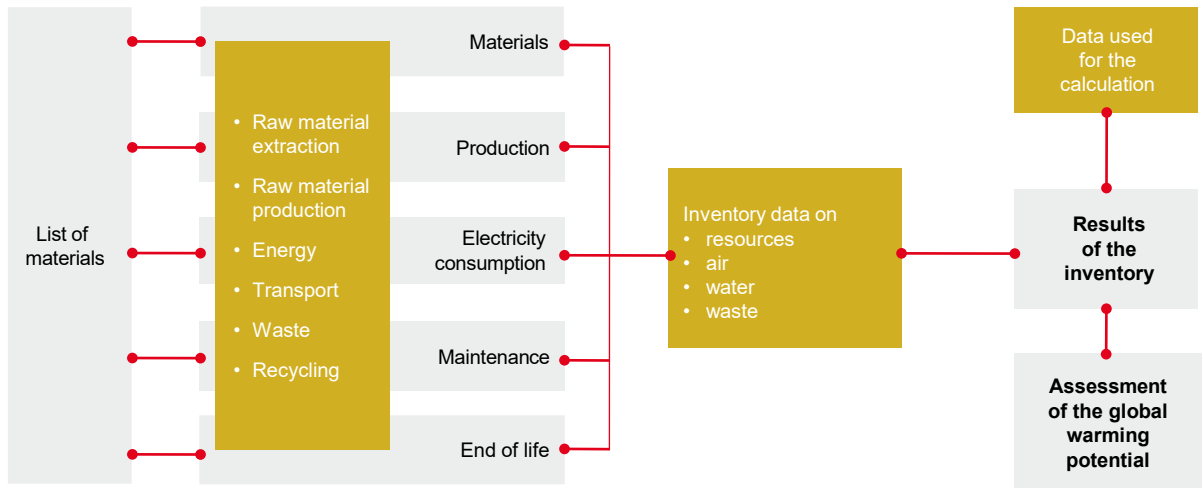 List of
materials
• Raw material
extraction
• Raw material
production
• Energy
• Transport
• Waste
• Recycling
Materials
Production
Electricity
consumption
Maintenance
End of life
Inventory data on
• resources
• air
• water
• waste
Data used
for the
calculation
Results
of the
inventory
Assessment
of the global
warming
potential